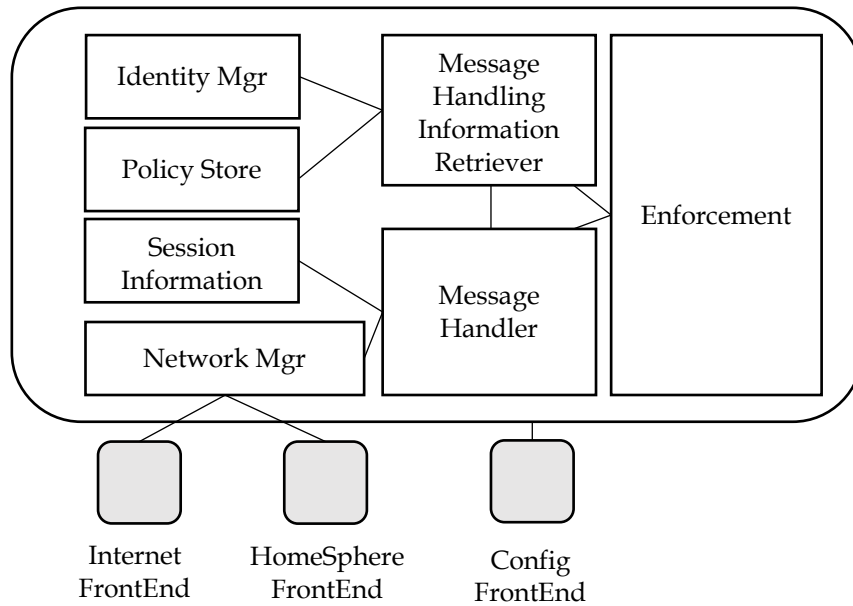 Identity Mgr
Policy Store
Session
Information
Network Mgr
Message
Handling
Information
Retriever
Message
Handler
Enforcement
Internet
FrontEnd
HomeSphere
FrontEnd
Config
FrontEnd